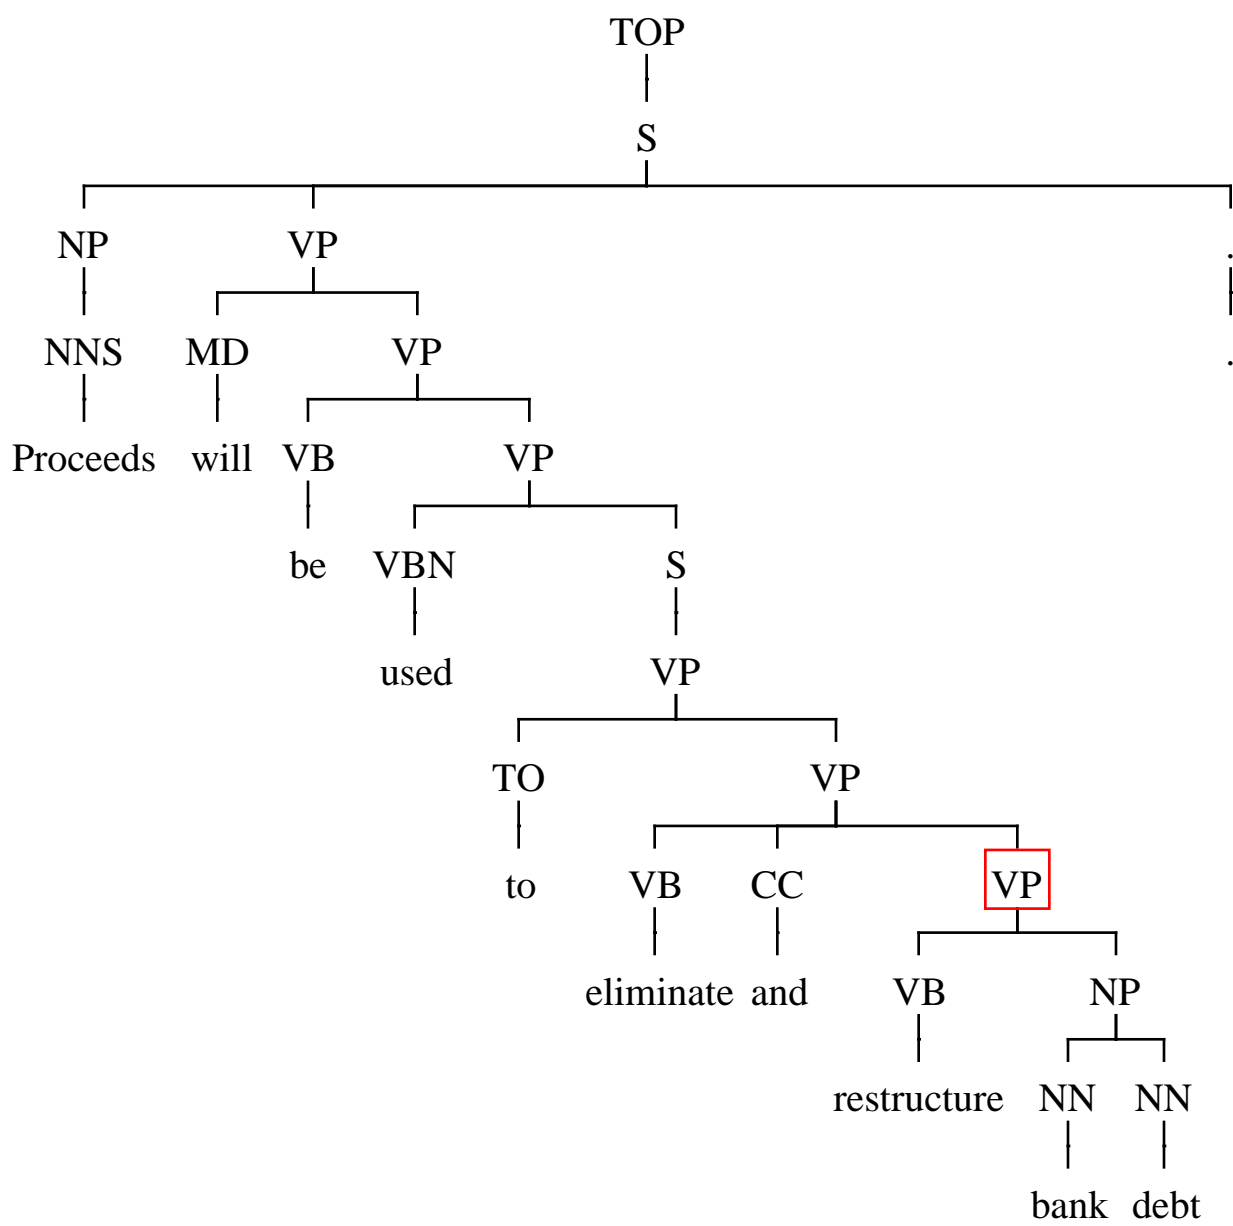 TOP
S
NP VP .
NNS MD VP .
Proceeds will VB VP
be VBN S
used VP
TO VP
to VB CC VP
eliminate and VB NP
restructure NN NN
bank debt